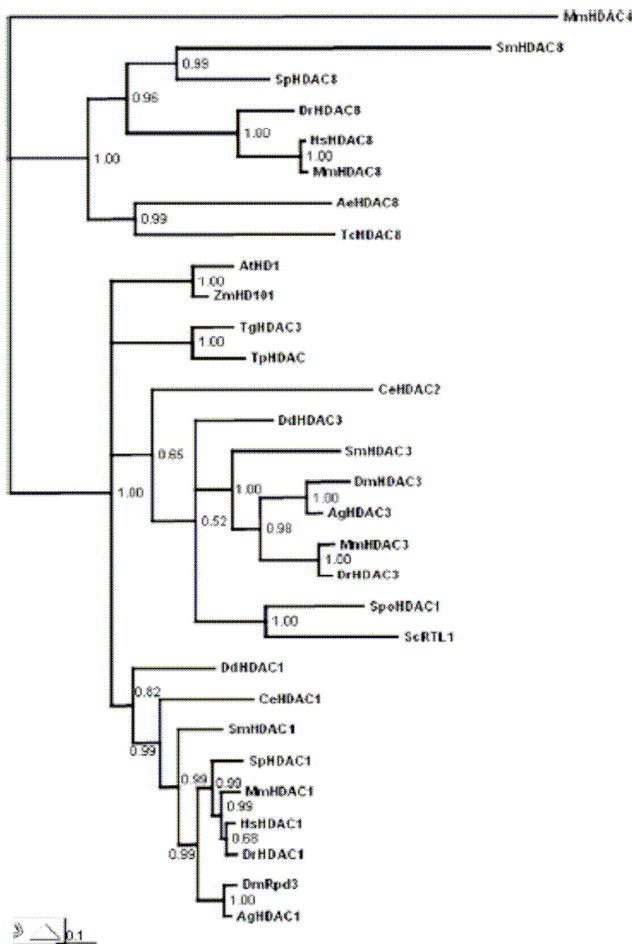 MmHDAC4
SmHDAC8
0.99
SpHDAC8
0.96
DrHDAC8
1.00
HsHDAC8
1.00
1.00
MmHDAC8
AeHDAC8
0.99
TcHDAC8
AtHD1
1.00
ZmHD101
TgHDAC3
1.00
TpHDAC
CeHDAC2
DdHDAC3
SmHDAC3
0.65
DmHDAC3
1.00
1.00
1.00
AgHDAC3
0.52
0.98
MmHDAC3
1.00
DrHDAC3
SpoHDAC1
1.00
ScRTL1
DdHDAC1
0.82
CeHDAC1
SmHDAC1
0.99
SpHDAC1
0.99
0.99
MmHDAC1
0.99
HsHDAC1
0.68
0.99
DrHDAC1
DmRpd3
1.00
AgHDAC1
0.1